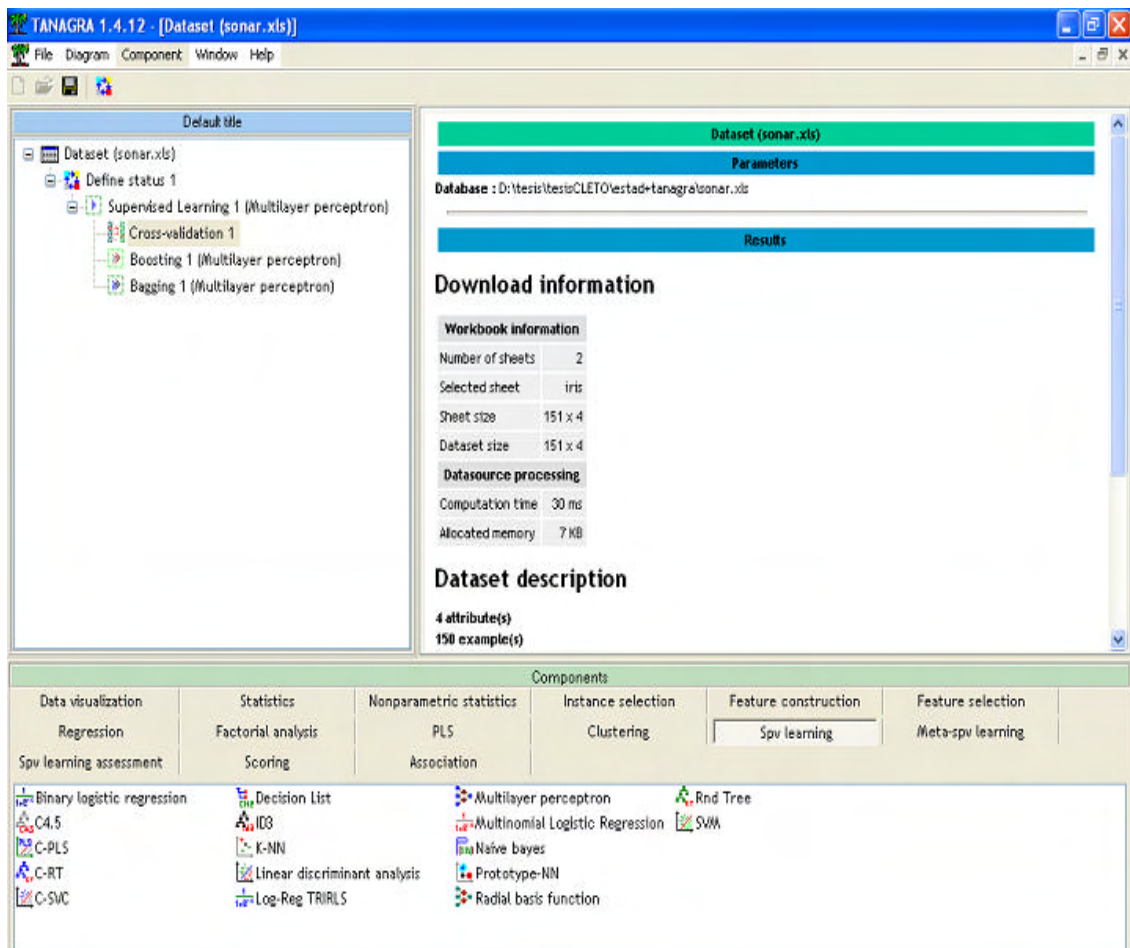 TANAGRA 1.4.12 - [Dataset (sonar.xls)]
File Diagram Component Window Help
Default title
Dataset (sonar.xls)
Define status 1
Supervised Learning 1 (Multilayer perceptron)
Cross-validation 1
Boosting 1 (Multilayer perceptron)
Bagging 1 (Multilayer perceptron)
Dataset (sonar.xls)
Parameters
Database : D:\tesis\tesisCLETO\estad+tanagra\sonar.xls
Results
Download information
Workbook information
Number of sheets 2
Selected sheet iris
Sheet size 151 x 4
Dataset size 151 x 4
Datasource processing
Computation time 30 ms
Allocated memory 7 KB
Dataset description
4 attribute(s)
150 example(s)
Components
Data visualization Statistics Nonparametric statistics Instance selection Feature construction Feature selection
Regression Factorial analysis PLS Clustering Spv learning Meta-spv learning
Spv learning assessment Scoring Association
Binary logistic regression Decision List Multilayer perceptron Rnd Tree
C4.5 ID3 Multinomial Logistic Regression SVM
C-PLS K-NN Naive bayes
C-RT Linear discriminant analysis Prototype-NN
C-SVC Log-Reg TRIRLS Radial basis function